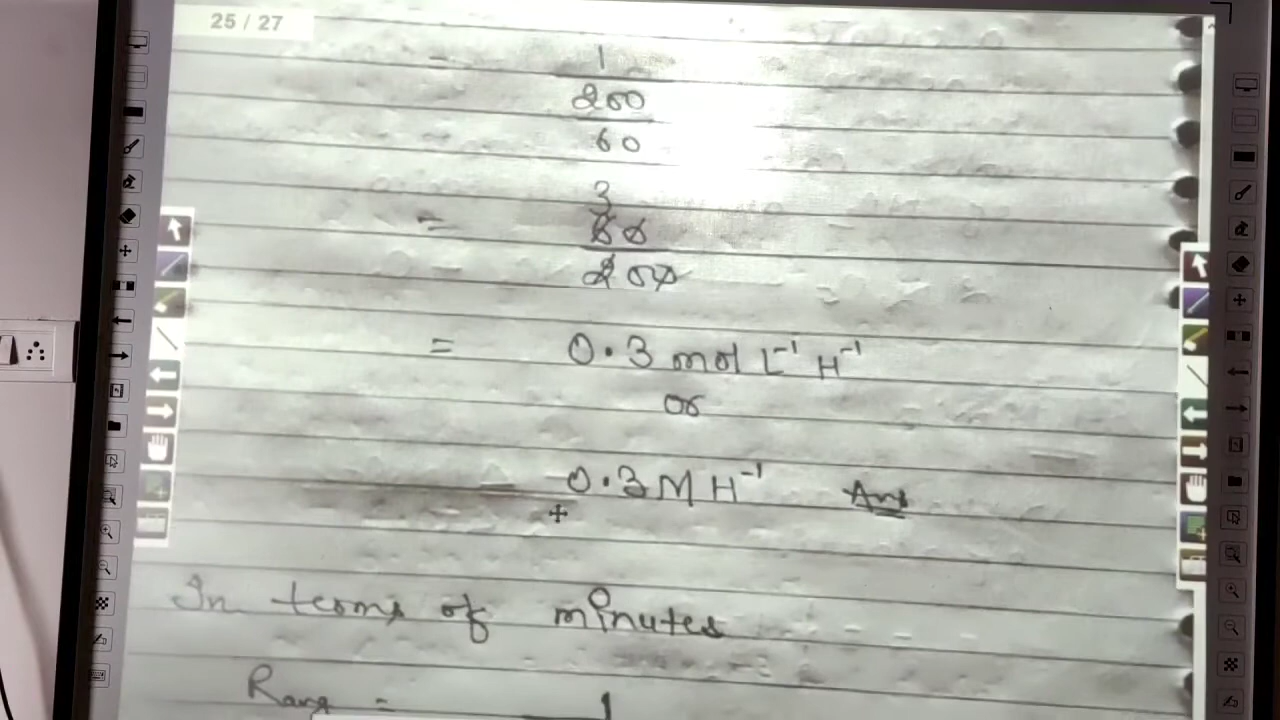 25 / 27
= 1
200
60
3
= 60
200
= 0.3 mol L⁻¹ H⁻¹
or
0.3 M H⁻¹ Ans
In terms of minutes
Ravg = 1